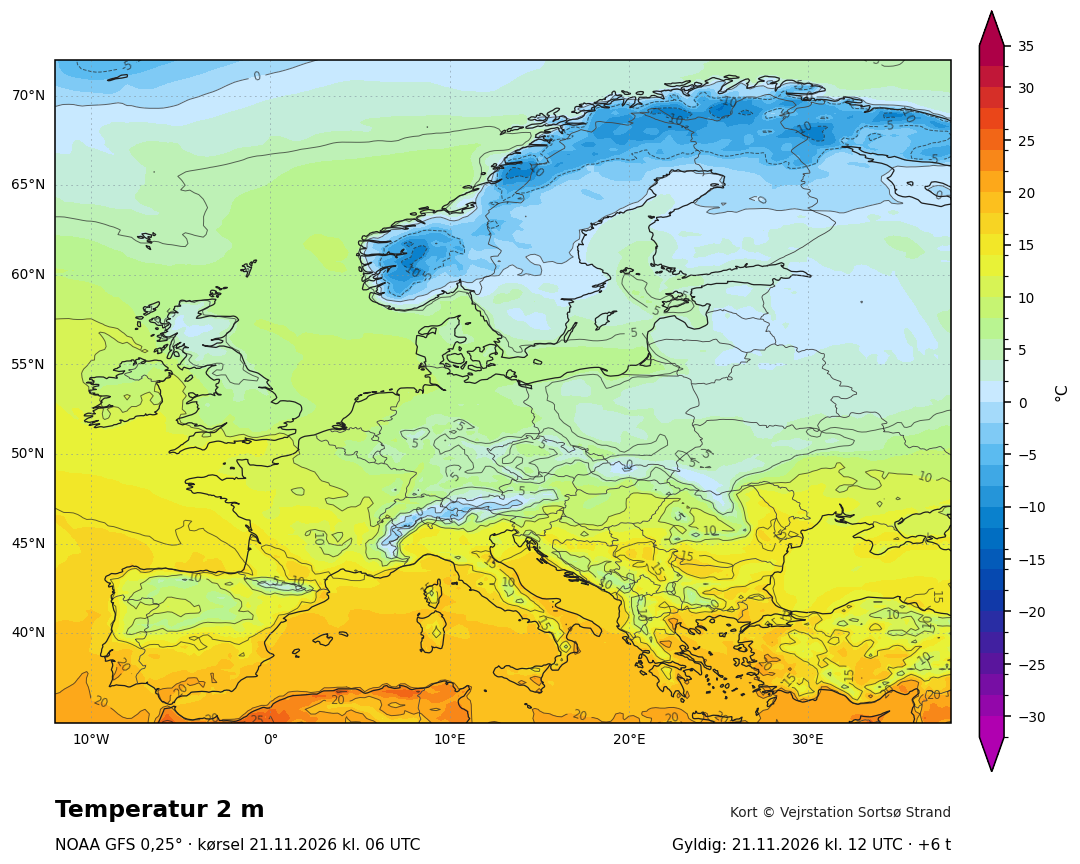 35
30
25
20
15
10
5
0
−5
−10
−15
−20
−25
−30
°C
70°N
65°N
60°N
55°N
50°N
45°N
40°N
10°W 0° 10°E 20°E 30°E
Temperatur 2 m
Kort © Vejrstation Sortsø Strand
NOAA GFS 0,25° · kørsel 21.11.2026 kl. 06 UTC
Gyldig: 21.11.2026 kl. 12 UTC · +6 t